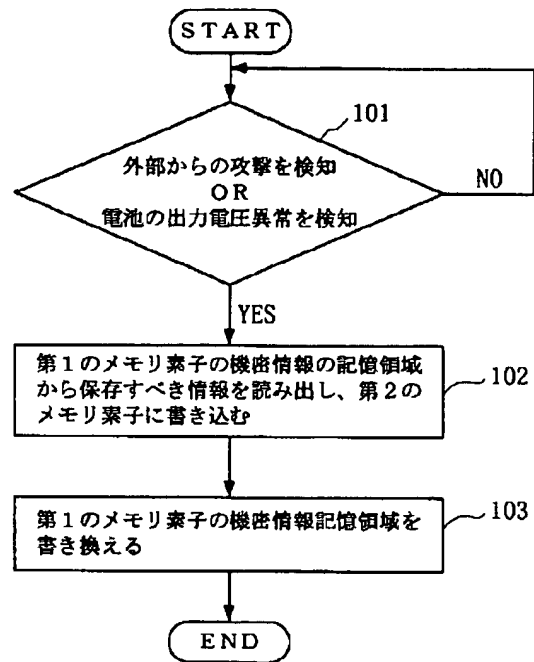 START
101
外部からの攻撃を検知
OR
電池の出力電圧異常を検知
NO
YES
第1のメモリ素子の機密情報の記憶領域
から保存すべき情報を読み出し、第2の
メモリ素子に書き込む
102
第1のメモリ素子の機密情報記憶領域を
書き換える
103
END